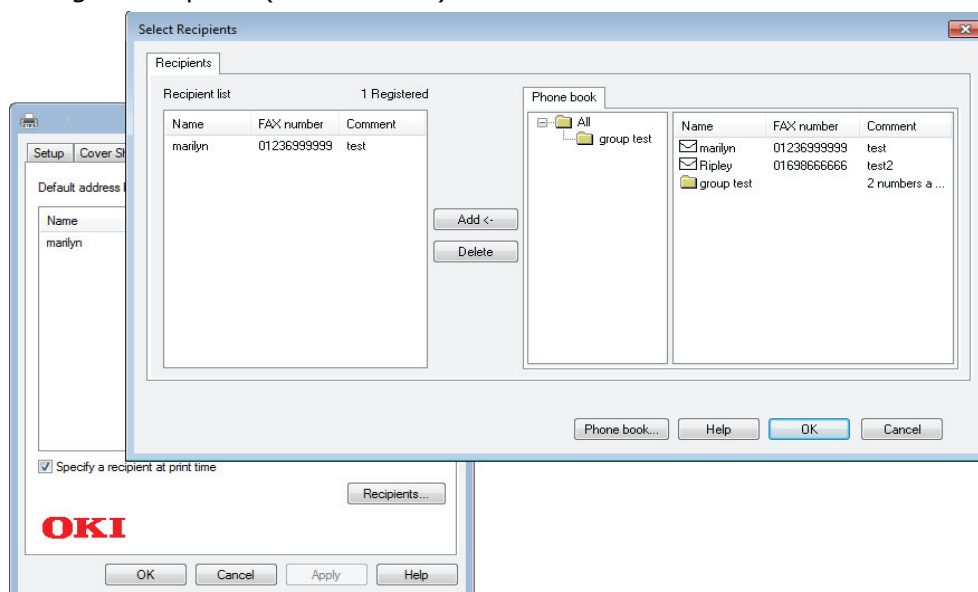 Select Recipients
Recipients
Recipient list 1 Registered
Name FAX number Comment
marilyn 01236999999 test
Add <-
Delete
Phone book
All
group test
Name FAX number Comment
marilyn 01236999999 test
Ripley 01698666666 test2
group test 2 numbers a ...
Phone book... Help OK Cancel
Setup Cover
Default address
Name
marilyn
Specify a recipient at print time
Recipients...
OKI
OK Cancel Apply Help